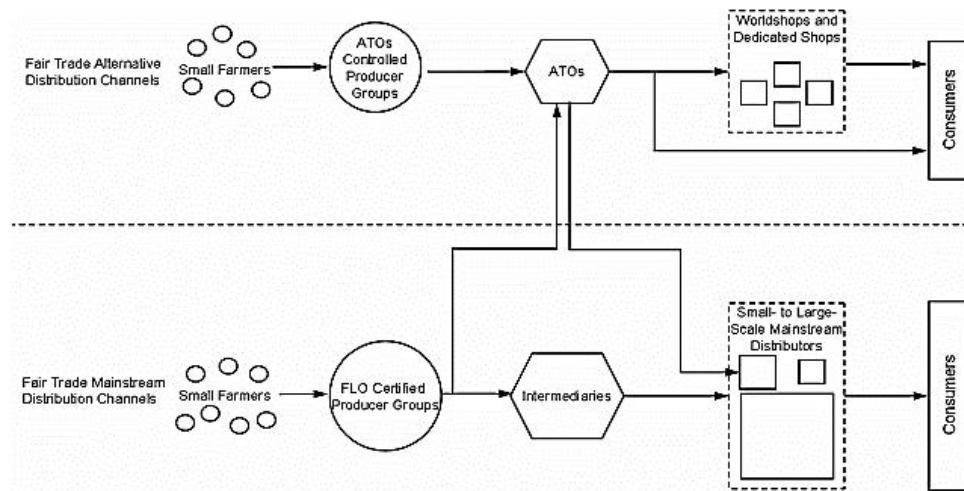 Fair Trade Alternative
Distribution Channels
Small Farmers
ATOs
Controlled
Producer
Groups
ATOs
Worldshops and
Dedicated Shops
Consumers
Fair Trade Mainstream
Distribution Channels
Small Farmers
FLO Certified
Producer Groups
Intermediaries
Small- to Large-
Scale Mainstream
Distributors
Consumers